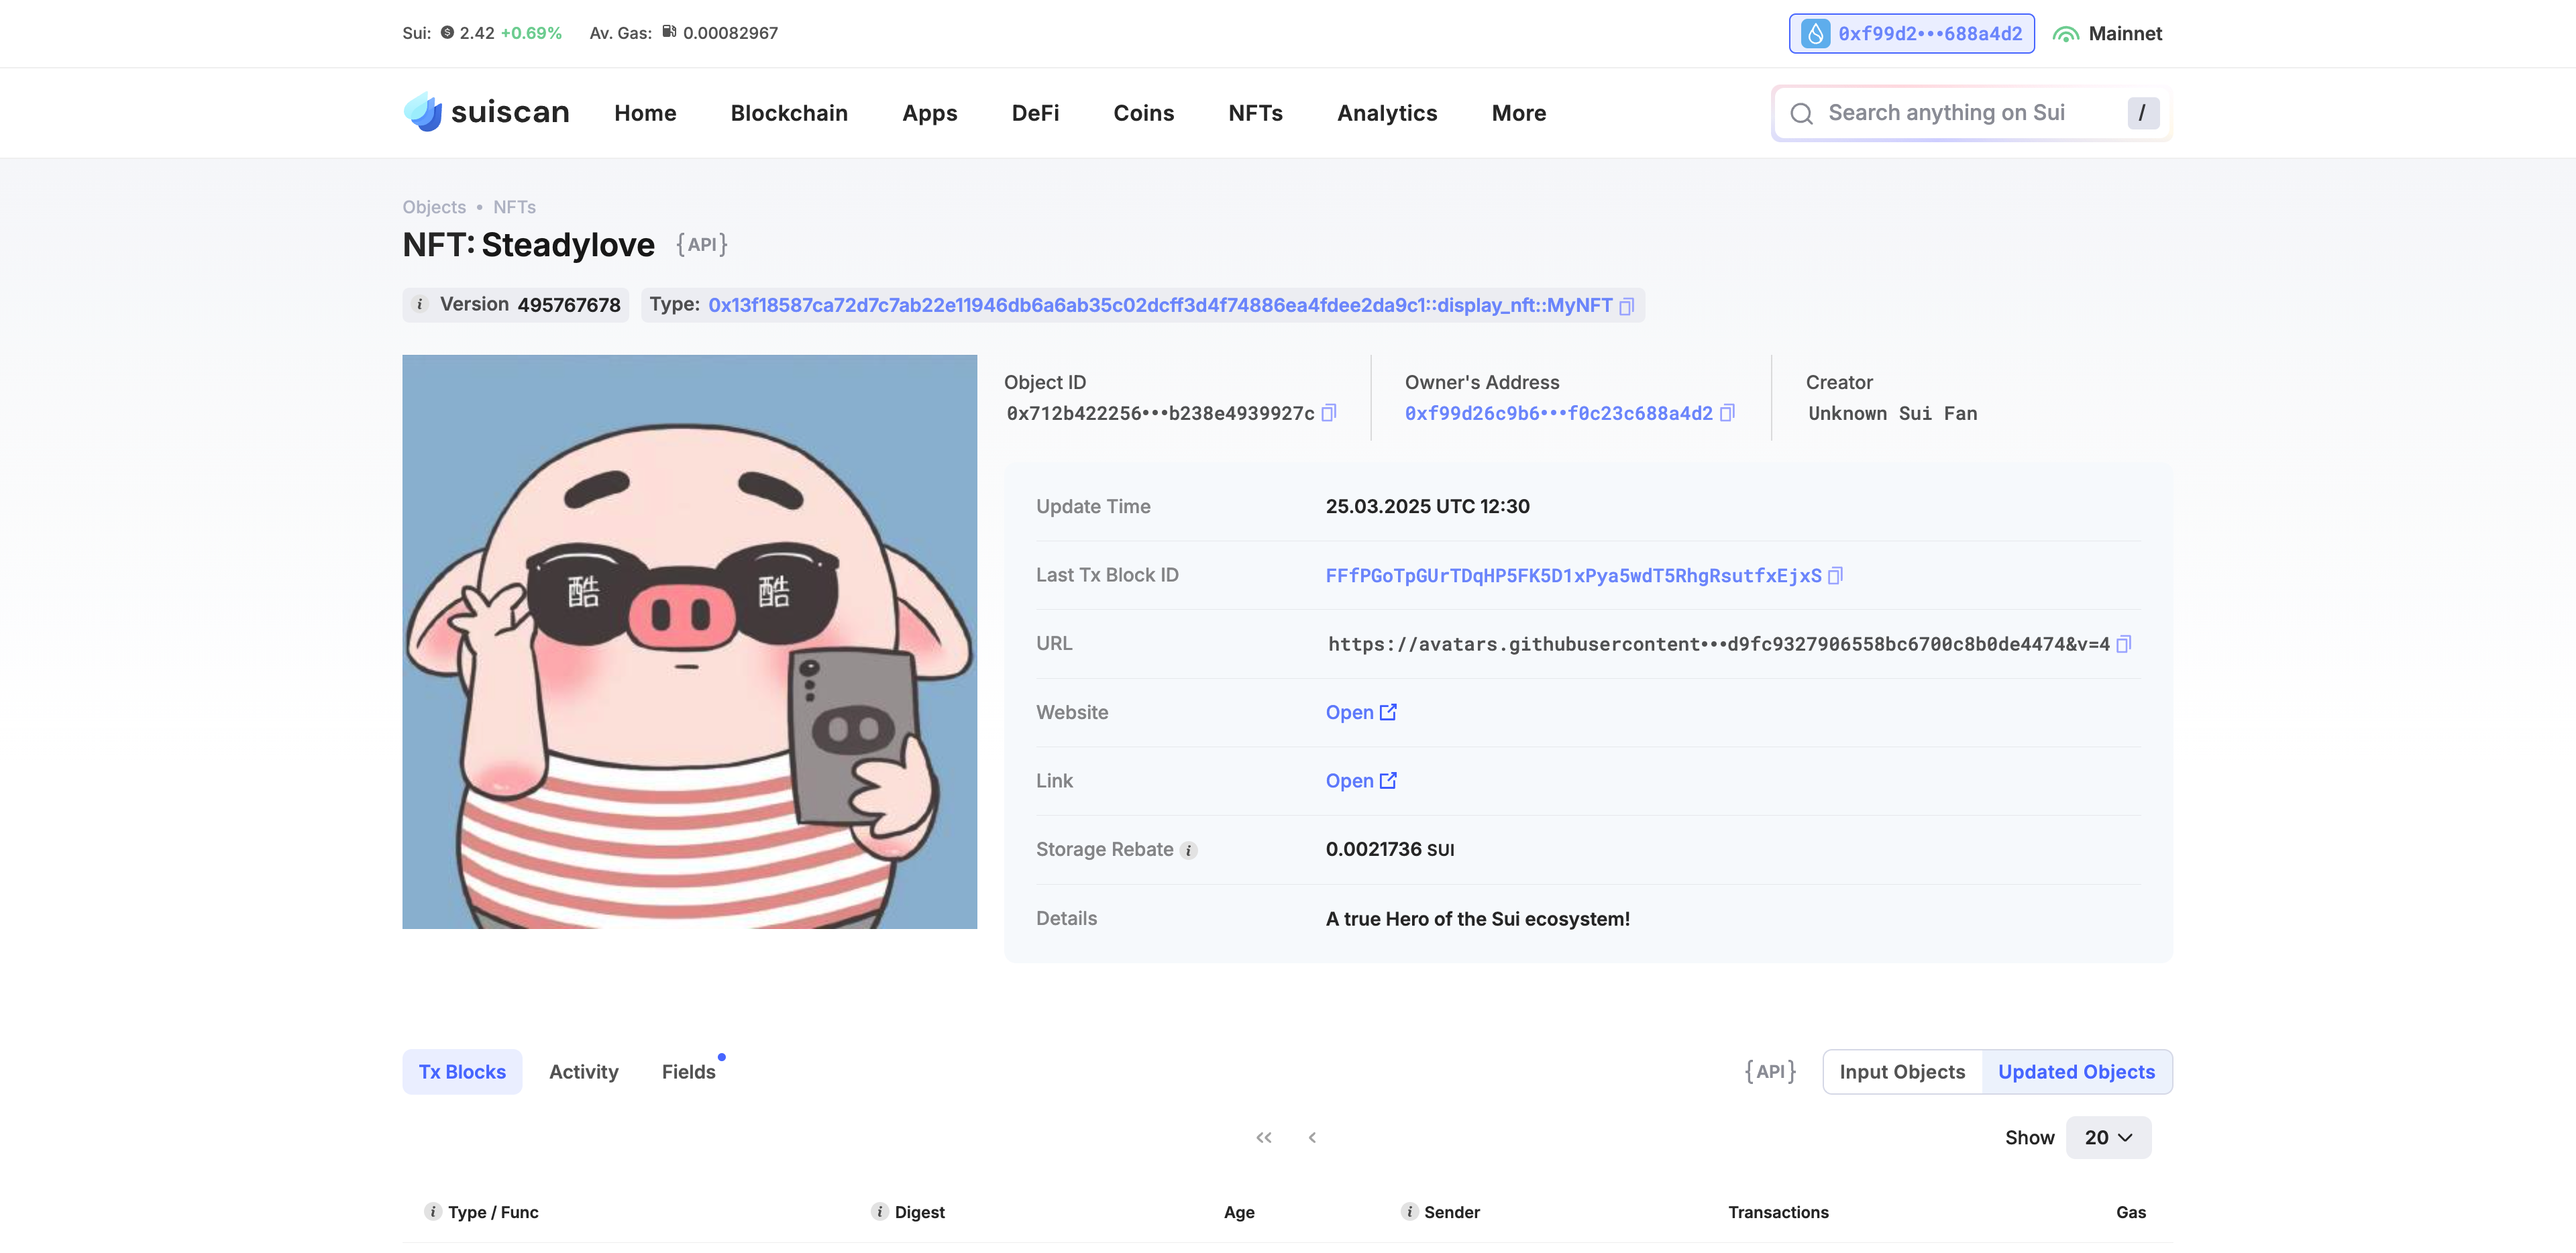 Sui: 2.42 +0.69% Av. Gas: 0.00082967
0xf99d2•••688a4d2 Mainnet
suiscan Home Blockchain Apps DeFi Coins NFTs Analytics More
Search anything on Sui /
Objects • NFTs
NFT: Steadylove {API}
Version 495767678 Type: 0x13f18587ca72d7c7ab22e11946db6a6ab35c02dcff3d4f74886ea4fdee2da9c1::display_nft::MyNFT
酷 酷
Object ID
0x712b422256•••b238e4939927c
Owner's Address
0xf99d26c9b6•••f0c23c688a4d2
Creator
Unknown Sui Fan
Update Time 25.03.2025 UTC 12:30
Last Tx Block ID FFfPGoTpGUrTDqHP5FK5D1xPya5wdT5RhgRsutfxEjxS
URL https://avatars.githubusercontent•••d9fc9327906558bc6700c8b0de4474&v=4
Website Open
Link Open
Storage Rebate 0.0021736 SUI
Details A true Hero of the Sui ecosystem!
Tx Blocks Activity Fields
{API} Input Objects Updated Objects
Show 20
Type / Func Digest Age Sender Transactions Gas